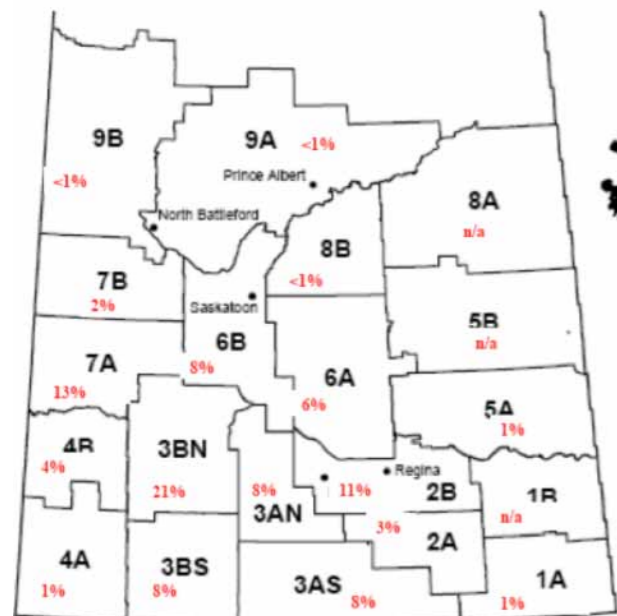 9B
9A
<1%
<1%
Prince Albert
8A
North Battleford
n/a
8B
7B
<1%
2%
Saskatoon
5B
6B
n/a
7A
8%
6A
13%
6%
5A
1%
4B
3BN
4%
Regina
8%
11%
2B
21%
1B
3AN
n/a
3%
2A
4A
3BS
3AS
1A
1%
8%
8%
1%